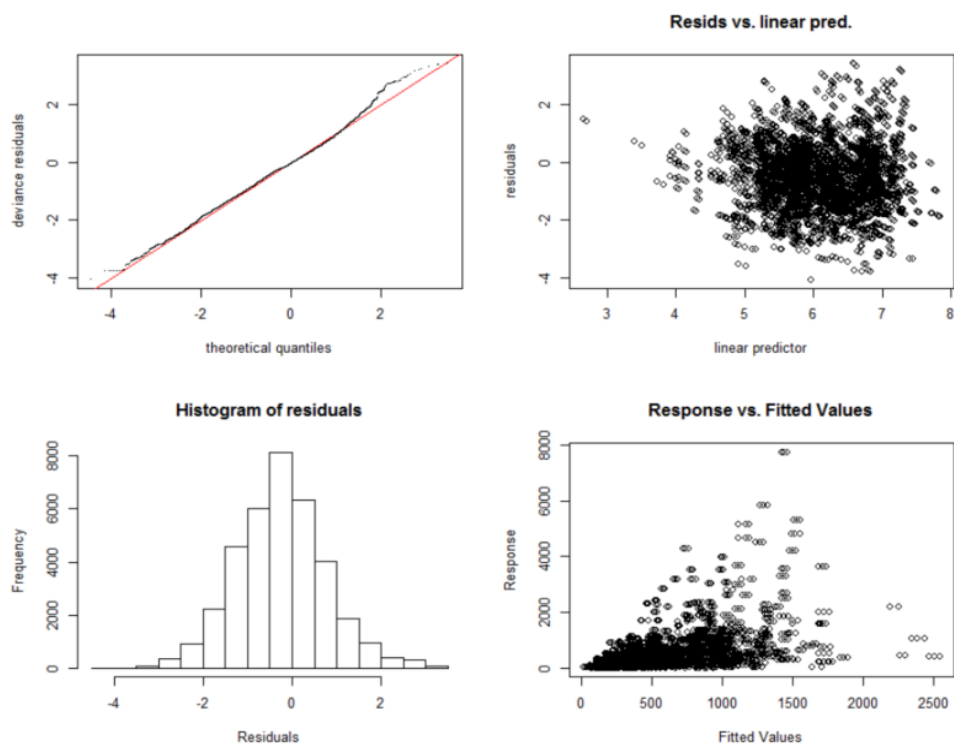 deviance residuals
2
0
-2
-4
-4 -2 0 2
theoretical quantiles
Resids vs. linear pred.
residuals
2
0
-2
-4
3 4 5 6 7 8
linear predictor
Histogram of residuals
Frequency
8000
6000
4000
2000
0
-4 -2 0 2
Residuals
Response vs. Fitted Values
Response
8000
6000
4000
2000
0
0 500 1000 1500 2000 2500
Fitted Values